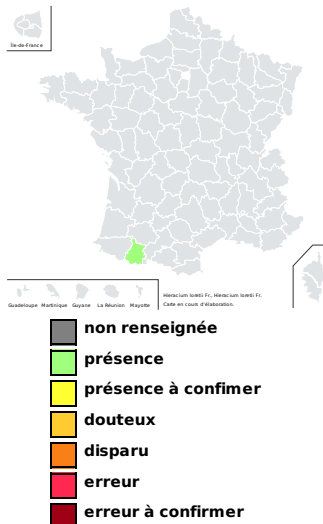 Île-de-France
Guadeloupe Martinique Guyane La Réunion Mayotte
Hieracium loretii Fr., Hieracium loretii Fr.
Carte en cours d'élaboration.
non renseignée
présence
présence à confimer
douteux
disparu
erreur
erreur à confirmer